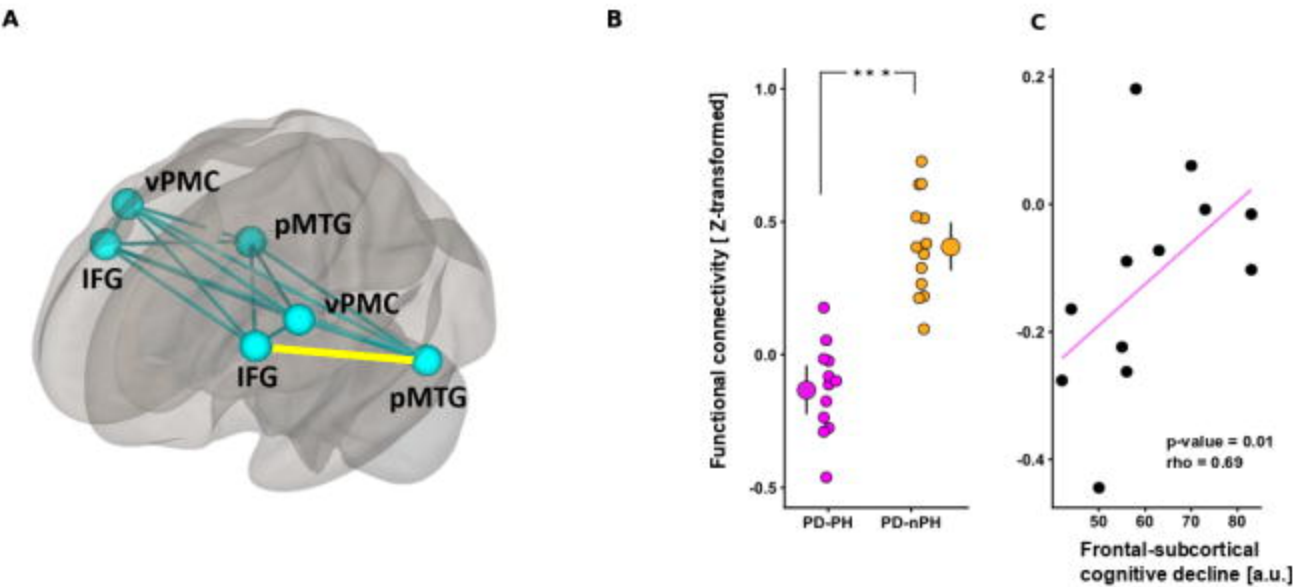 A
vPMC
pMTG
IFG
vPMC
IFG
pMTG
B
Functional connectivity [ Z-transformed]
***
1.0
0.5
0.0
-0.5
PD-PH
PD-nPH
C
0.2
0.0
-0.2
-0.4
p-value = 0.01
rho = 0.69
50
60
70
80
Frontal-subcortical
cognitive decline [a.u.]